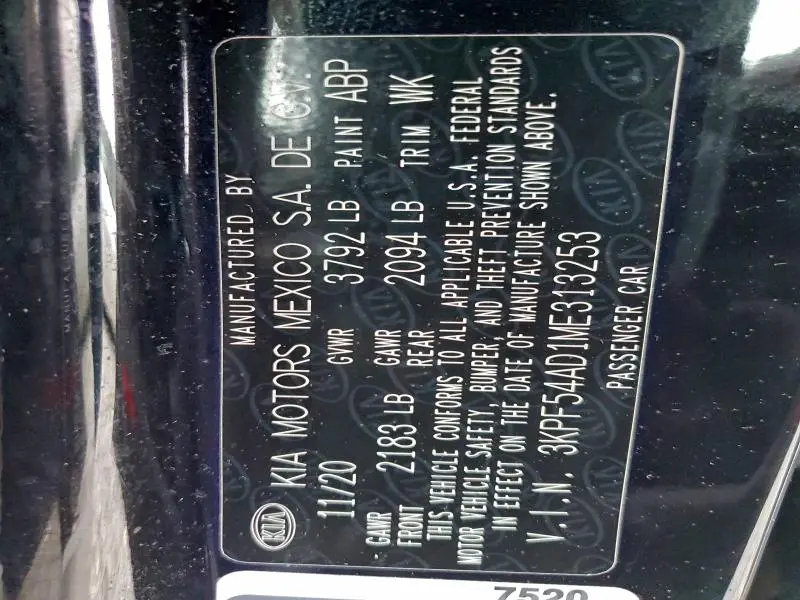 MANUFACTURED BY
KIA KIA MOTORS MEXICO S.A. DE C.V.
11/20 GVWR 3792 LB PAINT ABP
GAWR FRONT 2183 LB GAWR REAR 2094 LB TRIM WK
THIS VEHICLE CONFORMS TO ALL APPLICABLE U.S.A. FEDERAL
MOTOR VEHICLE SAFETY, BUMPER, AND THEFT PREVENTION STANDARDS
IN EFFECT ON THE DATE OF MANUFACTURE SHOWN ABOVE.
V.I.N. 3KPF54AD1ME313253
PASSENGER CAR
7520